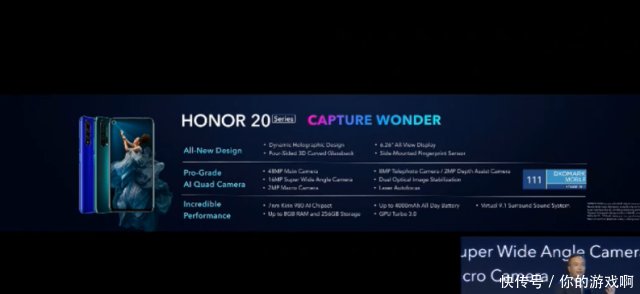 HONOR 20 Series CAPTURE WONDER
All-New Design
• Dynamic Holographic Design
• Four-Sided 3D Curved Glassback
• 6.26" All View Display
• Side Mounted Fingerprint Sensor
Pro-Grade
AI Quad Camera
• 48MP Main Camera
• 16MP Super Wide Angle Camera
• 2MP Macro Camera
• 8MP Telephoto Camera / 2MP Depth Assist Camera
• Dual Optical Image Stabilization
• Laser Autofocus
111 DXOMARK
MOBILE
Incredible
Performance
• 7nm Kirin 980 AI Chipset
• Up to 8GB RAM and 256GB Storage
• Up to 4000mAh All Day Battery
• GPU Turbo 3.0
• Virtual 9.1 Surround Sound System
uper Wide Angle Camera
cro Camera
快传号 / 你的游戏啊